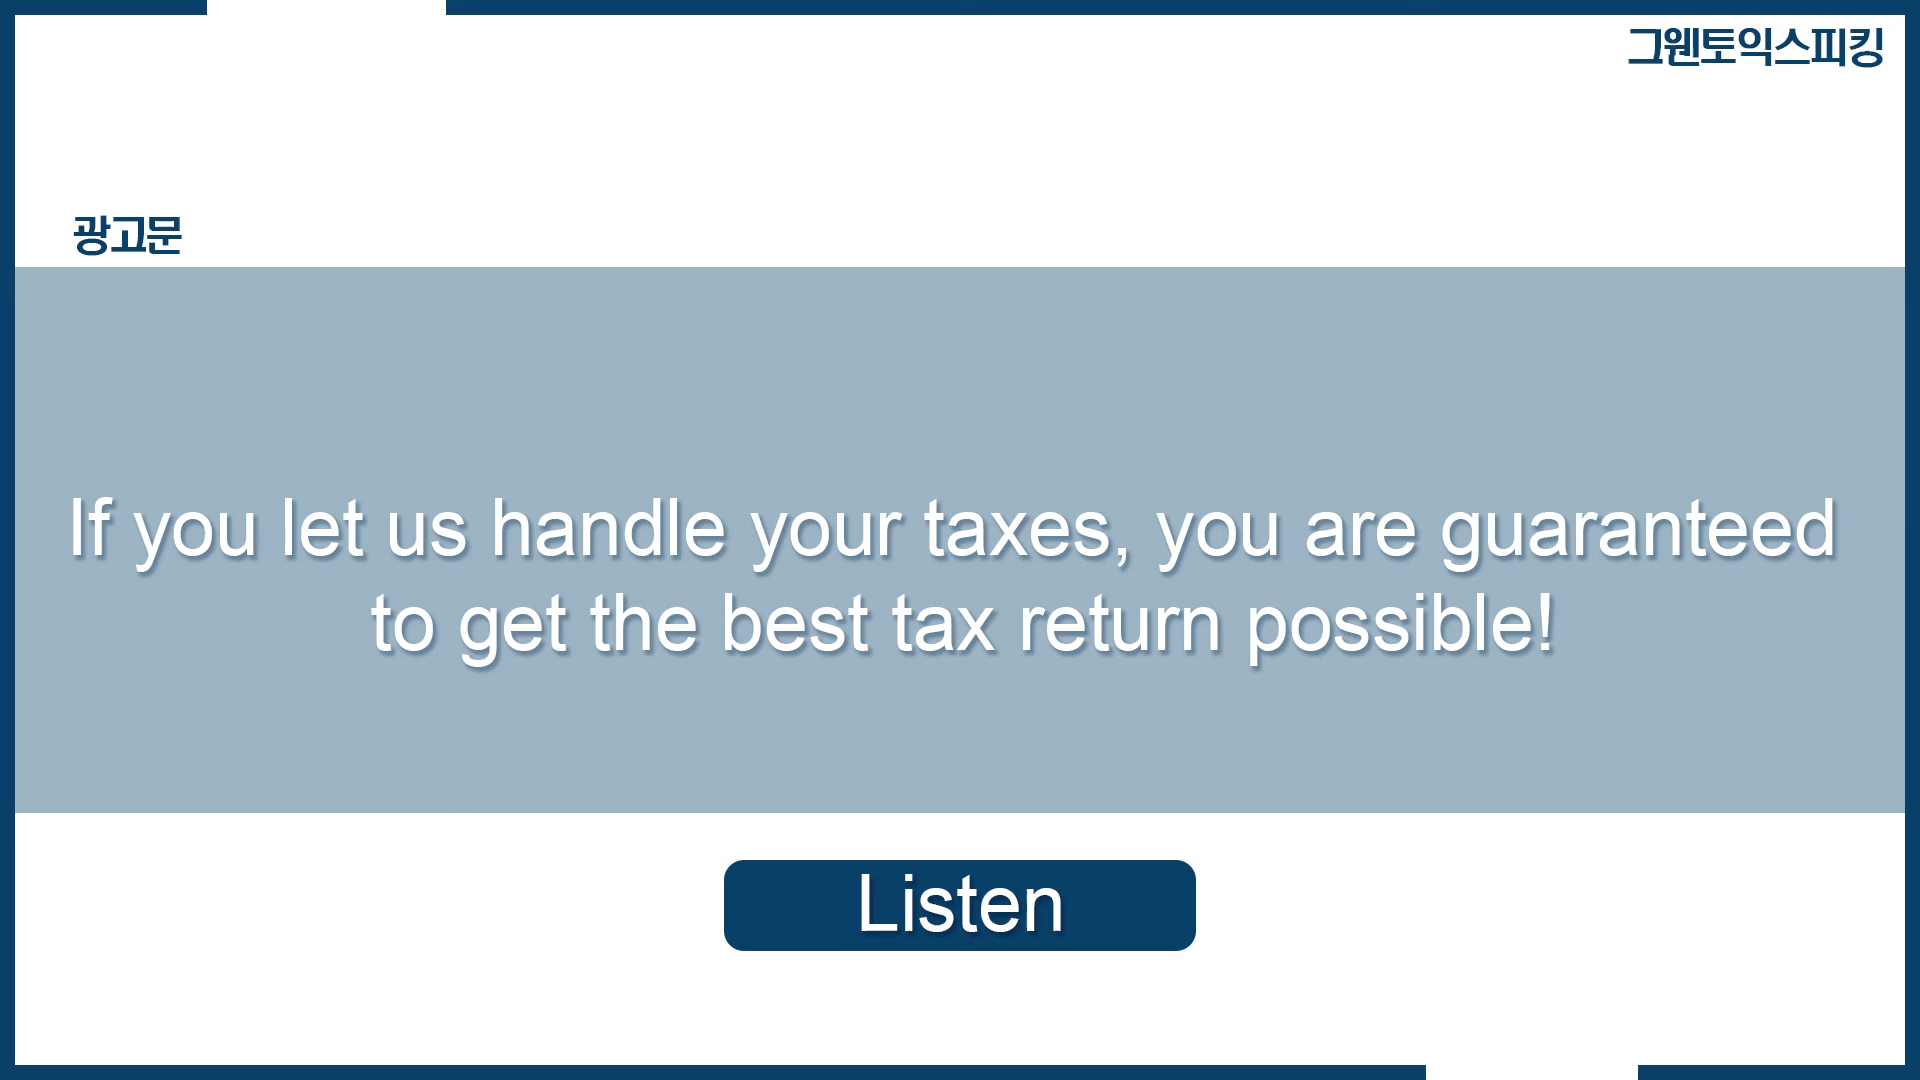 그웬토익스피킹
광고문
If you let us handle your taxes, you are guaranteed
to get the best tax return possible!
Listen